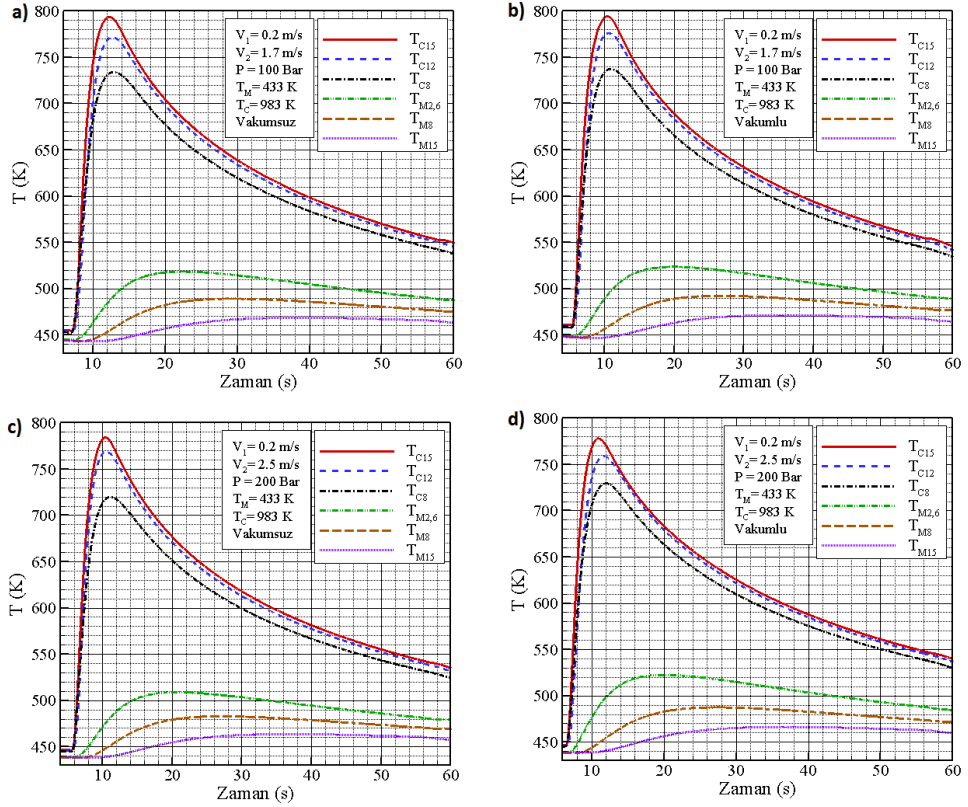 a)
T (K)
800
750
700
650
600
550
500
450
10
20
30
40
50
60
Zaman (s)
V1 = 0.2 m/s
V2 = 1.7 m/s
P = 100 Bar
TM = 433 K
TC = 983 K
Vakumsuz
TC15
TC12
TC8
TM2,6
TM8
TM15
b)
T (K)
800
750
700
650
600
550
500
450
10
20
30
40
50
60
Zaman (s)
V1 = 0.2 m/s
V2 = 1.7 m/s
P = 100 Bar
TM = 433 K
TC = 983 K
Vakumlu
TC15
TC12
TC8
TM2,6
TM8
TM15
c)
T (K)
800
750
700
650
600
550
500
450
10
20
30
40
50
60
Zaman (s)
V1 = 0.2 m/s
V2 = 2.5 m/s
P = 200 Bar
TM = 433 K
TC = 983 K
Vakumsuz
TC15
TC12
TC8
TM2,6
TM8
TM15
d)
T (K)
800
750
700
650
600
550
500
450
10
20
30
40
50
60
Zaman (s)
V1 = 0.2 m/s
V2 = 2.5 m/s
P = 200 Bar
TM = 433 K
TC = 983 K
Vakumlu
TC15
TC12
TC8
TM2,6
TM8
TM15